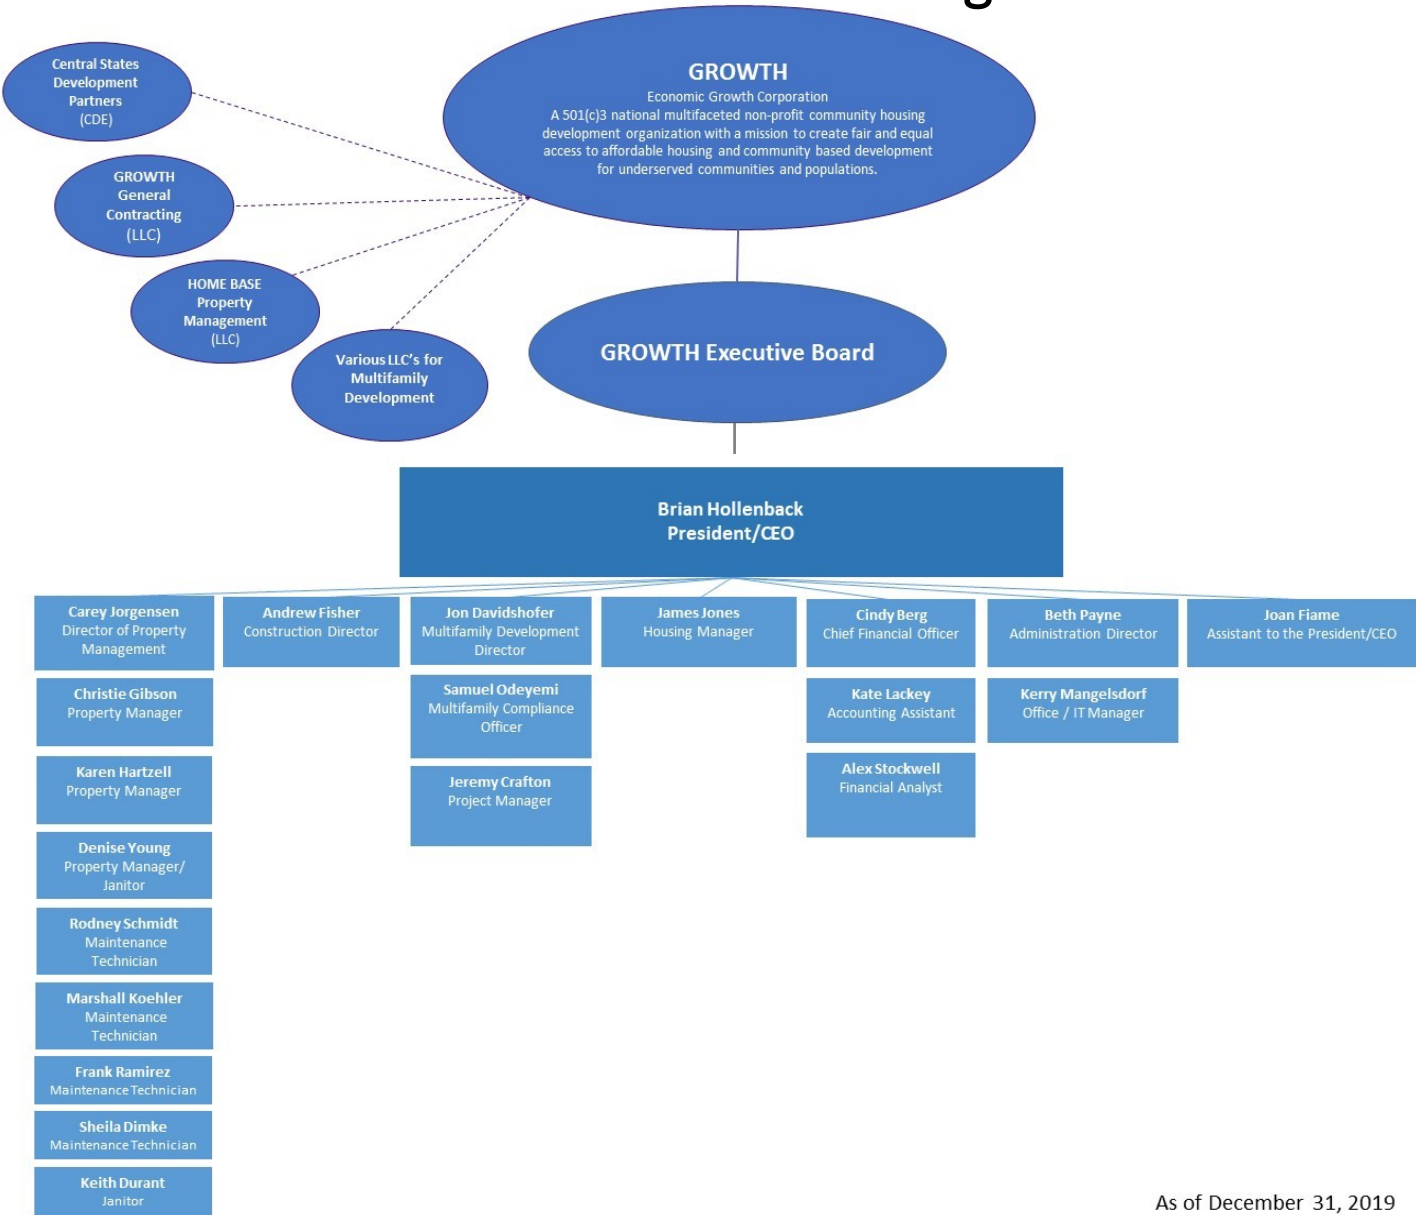 GROWTH
Economic Growth Corporation
A 501(c)3 national multifaceted non-profit community housing
development organization with a mission to create fair and equal
access to affordable housing and community based development
for underserved communities and populations.
Central States
Development
Partners
(CDE)
GROWTH
General
Contracting
(LLC)
HOME BASE
Property
Management
(LLC)
Various LLC's for
Multifamily
Development
GROWTH Executive Board
Brian Hollenback
President/CEO
Carey Jorgensen
Director of Property
Management
Christie Gibson
Property Manager
Karen Hartzell
Property Manager
Denise Young
Property Manager/
Janitor
Rodney Schmidt
Maintenance
Technician
Marshall Koehler
Maintenance
Technician
Frank Ramirez
Maintenance Technician
Sheila Dimke
Maintenance Technician
Keith Durant
Janitor
Andrew Fisher
Construction Director
Jon Davidshofer
Multifamily Development
Director
Samuel Odeyemi
Multifamily Compliance
Officer
Jeremy Crafton
Project Manager
James Jones
Housing Manager
Cindy Berg
Chief Financial Officer
Kate Lackey
Accounting Assistant
Alex Stockwell
Financial Analyst
Beth Payne
Administration Director
Kerry Mangelsdorf
Office / IT Manager
Joan Fiame
Assistant to the President/CEO
As of December 31, 2019